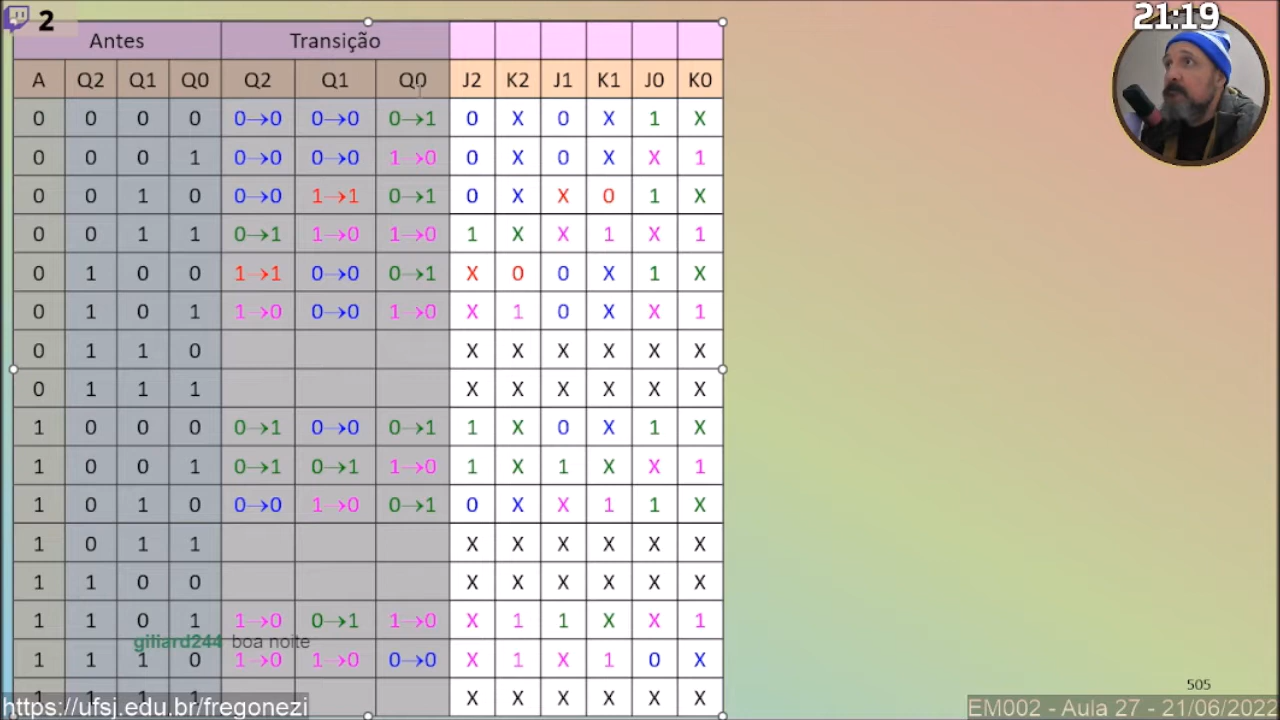 2
21:19
Antes Transição
A Q2 Q1 Q0 Q2 Q1 Q0 J2 K2 J1 K1 J0 K0
0 0 0 0 0→0 0→0 0→1 0 X 0 X 1 X
0 0 0 1 0→0 0→0 1→0 0 X 0 X X 1
0 0 1 0 0→0 1→1 0→1 0 X X 0 1 X
0 0 1 1 0→1 1→0 1→0 1 X X 1 X 1
0 1 0 0 1→1 0→0 0→1 X 0 0 X 1 X
0 1 0 1 1→0 0→0 1→0 X 1 0 X X 1
0 1 1 0 X X X X X X
0 1 1 1 X X X X X X
1 0 0 0 0→1 0→0 0→1 1 X 0 X 1 X
1 0 0 1 0→1 0→1 1→0 1 X 1 X X 1
1 0 1 0 0→0 1→0 0→1 0 X X 1 1 X
1 0 1 1 X X X X X X
1 1 0 0 X X X X X X
1 1 0 1 1→0 0→1 1→0 X 1 1 X X 1
giliard244 boa noite
1 1 1 0 1→0 1→0 0→0 X 1 X 1 0 X
1 1 1 1 X X X X X X
505
https://ufsj.edu.br/fregonezi
EM002 - Aula 27 - 21/06/2022